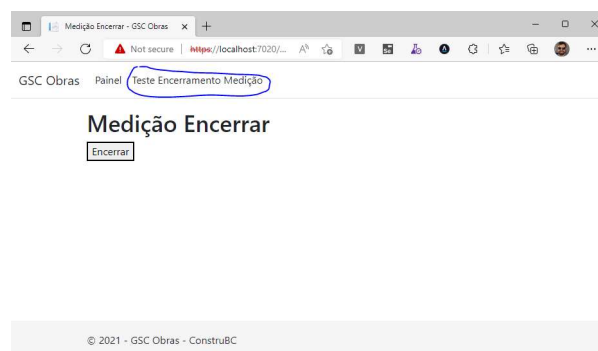 Medição Encerrar - GSC Obras
Not secure https://localhost:7020/...
GSC Obras Painel Teste Encerramento Medição
Medição Encerrar
Encerrar
© 2021 - GSC Obras - ConstruBC